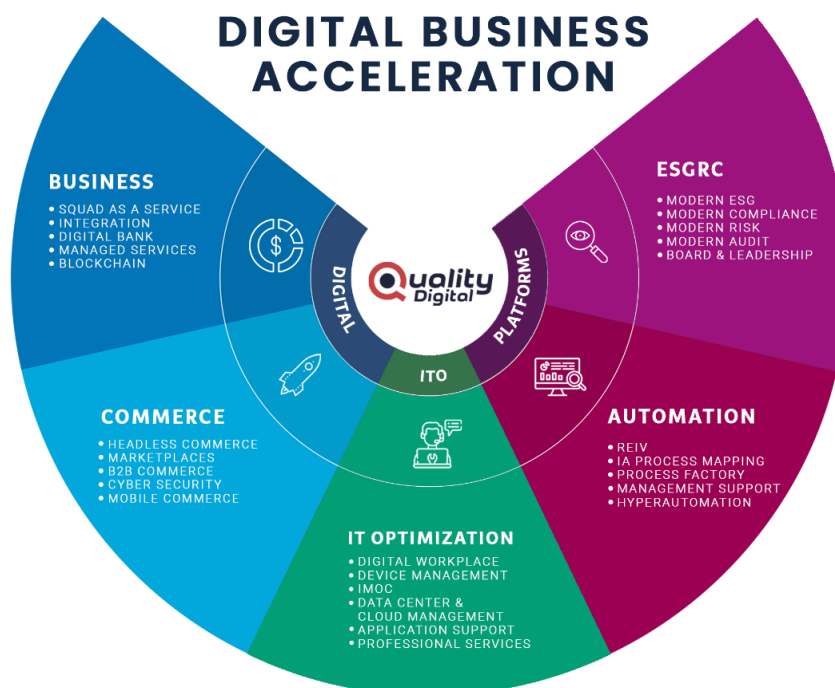 DIGITAL BUSINESS
ACCELERATION
BUSINESS
• SQUAD AS A SERVICE
• INTEGRATION
• DIGITAL BANK
• MANAGED SERVICES
• BLOCKCHAIN
$
DIGITAL
Quality
Digital
PLATFORMS
ITO
ESGRC
• MODERN ESG
• MODERN COMPLIANCE
• MODERN RISK
• MODERN AUDIT
• BOARD & LEADERSHIP
COMMERCE
• HEADLESS COMMERCE
• MARKETPLACES
• B2B COMMERCE
• CYBER SECURITY
• MOBILE COMMERCE
AUTOMATION
• REIV
• IA PROCESS MAPPING
• PROCESS FACTORY
• MANAGEMENT SUPPORT
• HYPERAUTOMATION
IT OPTIMIZATION
• DIGITAL WORKPLACE
• DEVICE MANAGEMENT
• IMOC
• DATA CENTER &
CLOUD MANAGEMENT
• APPLICATION SUPPORT
• PROFESSIONAL SERVICES